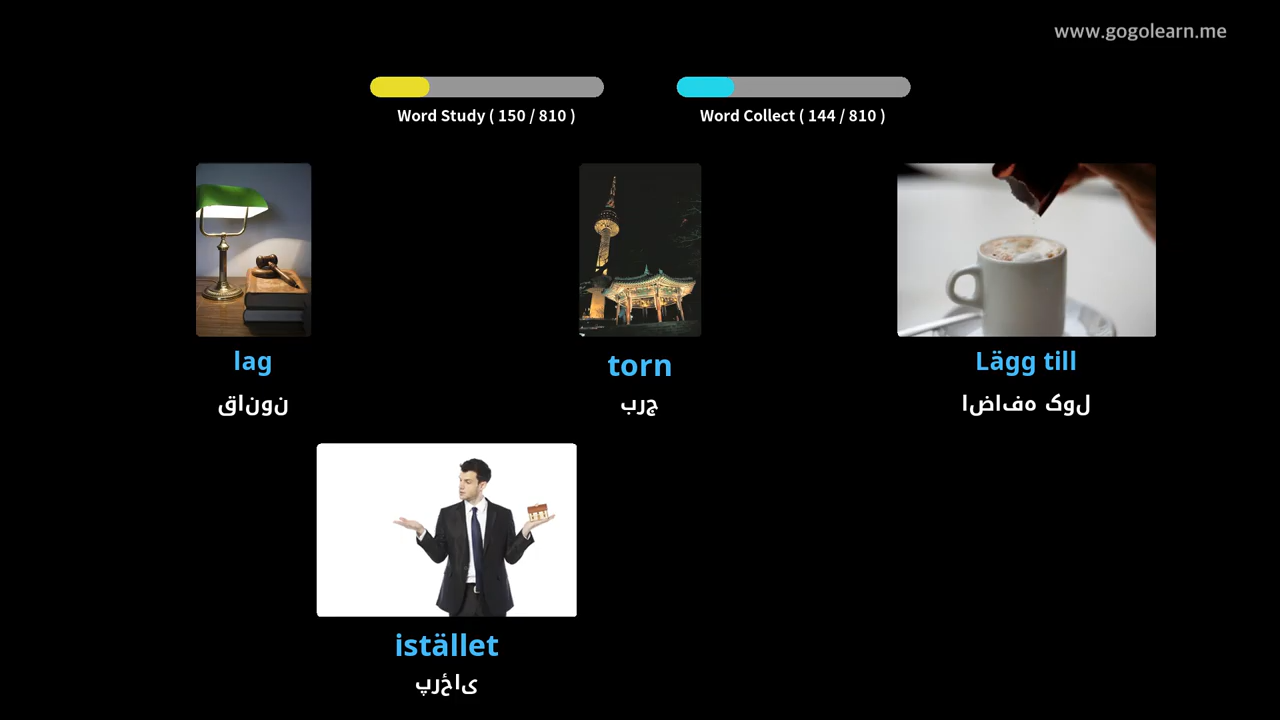 www.gogolearn.me
Word Study ( 150 / 810 )
Word Collect ( 144 / 810 )
lag
قانون
torn
برج
Lägg till
اضافه کول
istället
پرځای